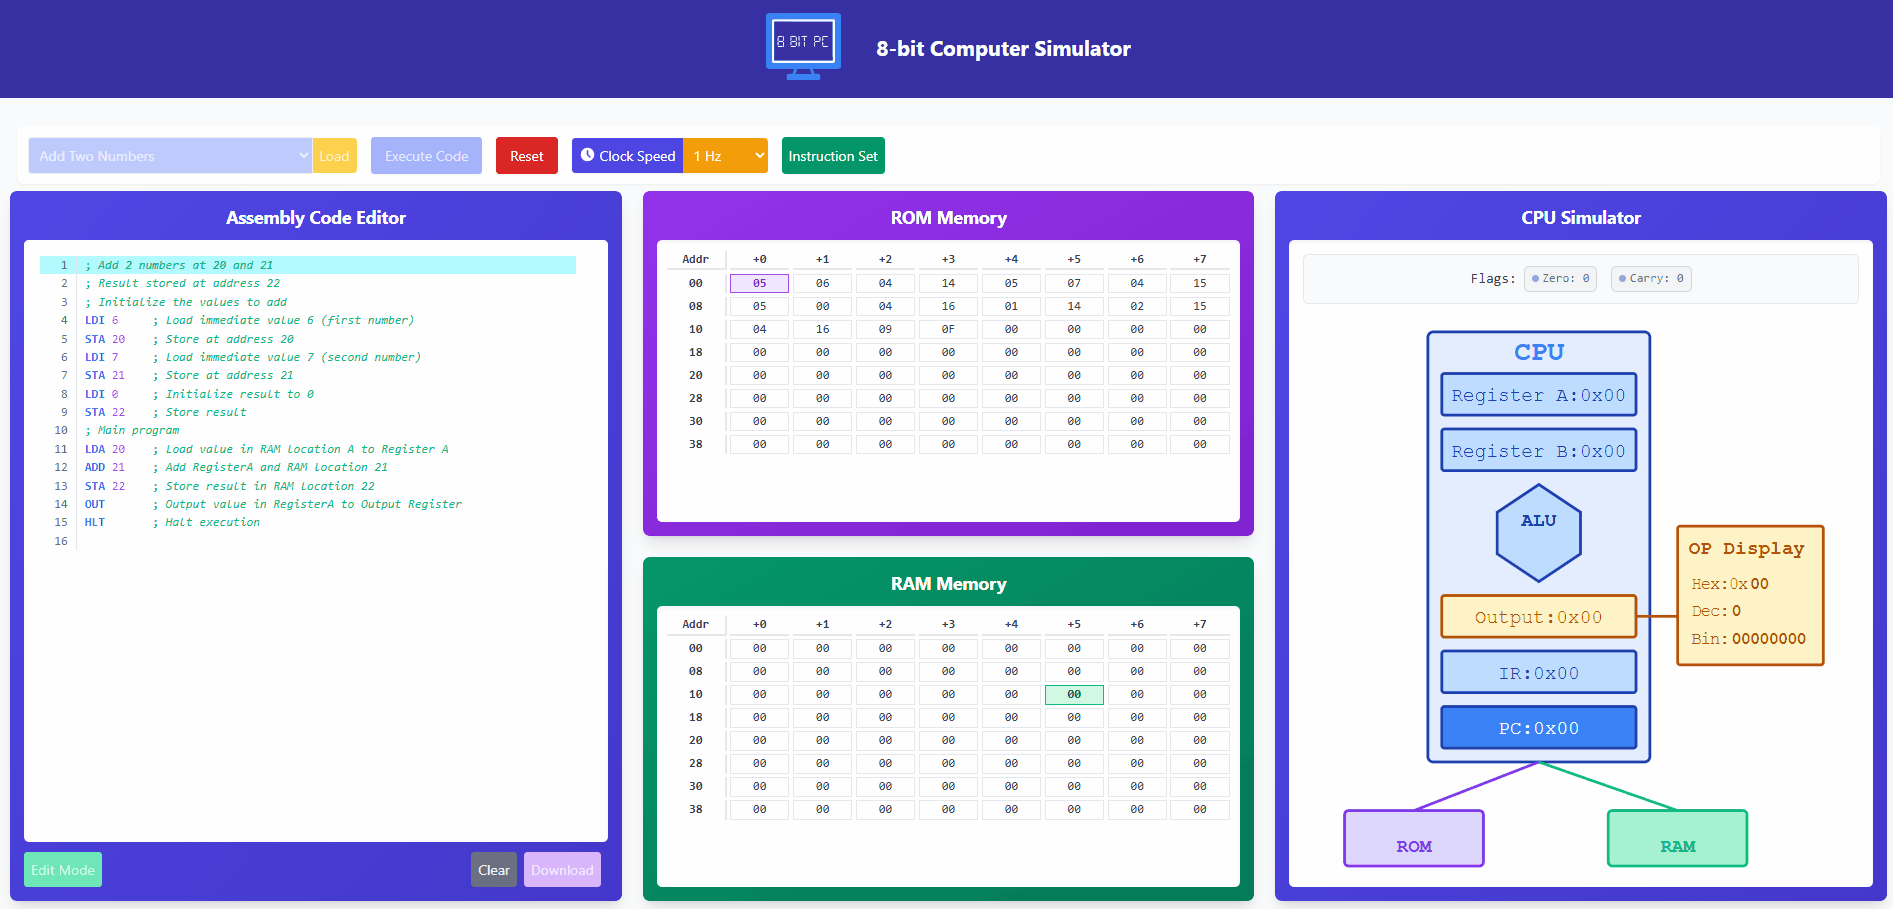 8 BIT PC
8-bit Computer Simulator
Add Two Numbers Load Execute Code Reset Clock Speed 1 Hz Instruction Set
Assembly Code Editor
1 ; Add 2 numbers at 20 and 21
2 ; Result stored at address 22
3 ; Initialize the values to add
4 LDI 6 ; Load immediate value 6 (first number)
5 STA 20 ; Store at address 20
6 LDI 7 ; Load immediate value 7 (second number)
7 STA 21 ; Store at address 21
8 LDI 0 ; Initialize result to 0
9 STA 22 ; Store result
10 ; Main program
11 LDA 20 ; Load value in RAM Location A to Register A
12 ADD 21 ; Add RegisterA and RAM location 21
13 STA 22 ; Store result in RAM location 22
14 OUT ; Output value in RegisterA to Output Register
15 HLT ; Halt execution
16
Edit Mode Clear Download
ROM Memory
Addr +0 +1 +2 +3 +4 +5 +6 +7
00 05 06 04 14 05 07 04 15
08 05 00 04 16 01 14 02 15
10 04 16 09 0F 00 00 00 00
18 00 00 00 00 00 00 00 00
20 00 00 00 00 00 00 00 00
28 00 00 00 00 00 00 00 00
30 00 00 00 00 00 00 00 00
38 00 00 00 00 00 00 00 00
RAM Memory
Addr +0 +1 +2 +3 +4 +5 +6 +7
00 00 00 00 00 00 00 00 00
08 00 00 00 00 00 00 00 00
10 00 00 00 00 00 00 00 00
18 00 00 00 00 00 00 00 00
20 00 00 00 00 00 00 00 00
28 00 00 00 00 00 00 00 00
30 00 00 00 00 00 00 00 00
38 00 00 00 00 00 00 00 00
CPU Simulator
Flags: Zero: 0 Carry: 0
CPU
Register A:0x00
Register B:0x00
ALU
Output:0x00
IR:0x00
PC:0x00
OP Display
Hex:0x00
Dec:0
Bin:00000000
ROM
RAM